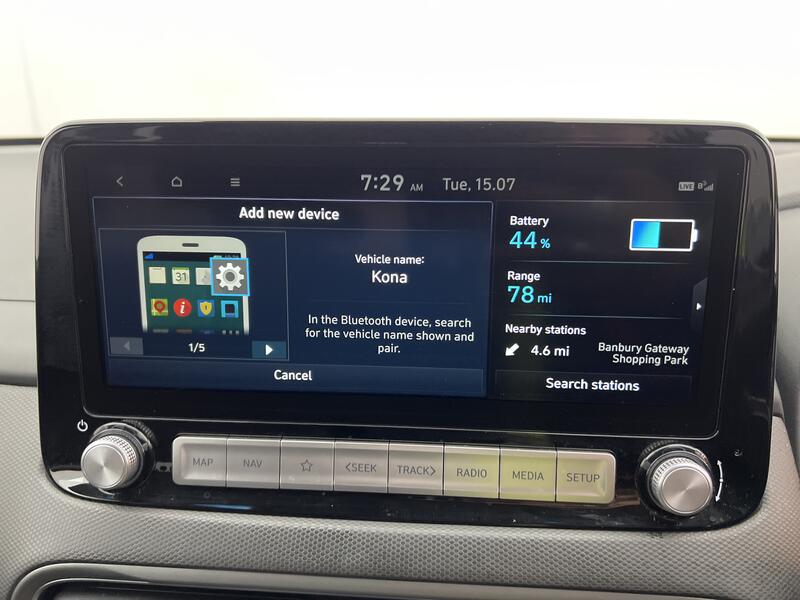 7:29 AM Tue, 15.07
LIVE
Add new device
31
i
1/5
Vehicle name:
Kona
In the Bluetooth device, search
for the vehicle name shown and
pair.
Cancel
Battery
44 %
Range
78 mi
Nearby stations
4.6 mi
Banbury Gateway
Shopping Park
Search stations
MAP
NAV
<SEEK
TRACK>
RADIO
MEDIA
SETUP